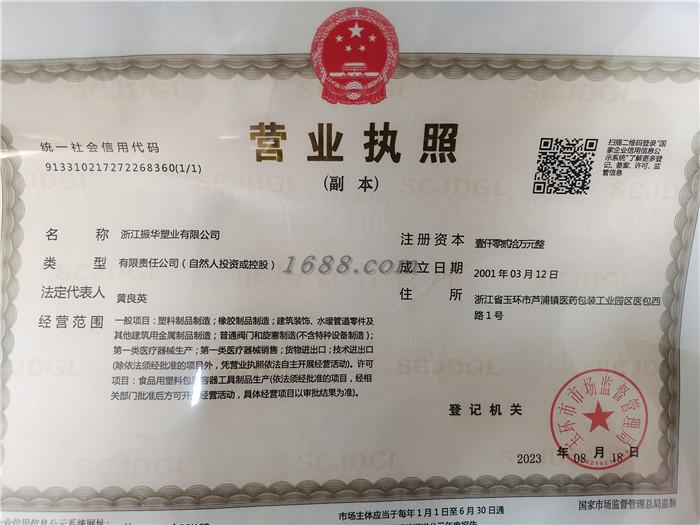 营业执照
(副 本)
统一社会信用代码
913310217272268360(1/1)
扫描二维码登录“国
家企业信用信息公
示系统”了解更多登
记、备案、许可、监
管信息
名 称 浙江振华塑业有限公司
类 型 有限责任公司（自然人投资或控股）
法定代表人 黄良英
经营范围 一般项目：塑料制品制造；橡胶制品制造；建筑装饰、水暖管道零件及
其他建筑用金属制品制造；普通阀门和旋塞制造(不含特种设备制造)；
第一类医疗器械生产；第一类医疗器械销售；货物进出口；技术进出口
(除依法须经批准的项目外，凭营业执照依法自主开展经营活动)。许可
项目：食品用塑料包装容器工具制品生产(依法须经批准的项目，经相
关部门批准后方可开展经营活动，具体经营项目以审批结果为准)。
注册资本 壹仟零贰拾万元整
成立日期 2001年03月12日
住 所 浙江省玉环市芦浦镇医药包装工业园区医包西
路1号
1688.com
登记机关
玉环市市场监督管理局
2023 年 08 月 18 日
业信用信息公示系统网址：
市场主体应当于每年1月1日至6月30日通
国家市场监督管理总局监制